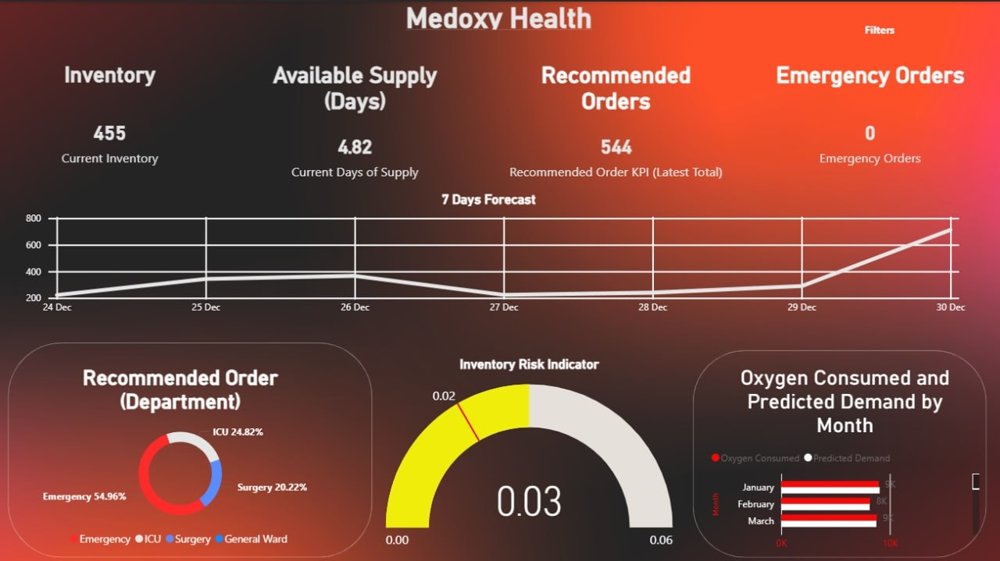 Medoxy Health
Filters
Inventory
455
Current Inventory
Available Supply
(Days)
4.82
Current Days of Supply
Recommended
Orders
544
Recommended Order KPI (Latest Total)
Emergency Orders
0
Emergency Orders
7 Days Forecast
800
600
400
200
24 Dec
25 Dec
26 Dec
27 Dec
28 Dec
29 Dec
30 Dec
Recommended Order
(Department)
ICU 24.82%
Surgery 20.22%
Emergency 54.96%
Emergency ICU Surgery General Ward
Inventory Risk Indicator
0.02
0.03
0.00
0.06
Oxygen Consumed and
Predicted Demand by
Month
Oxygen Consumed Predicted Demand
Month
January
9K
February
8K
March
9K
0K
10K